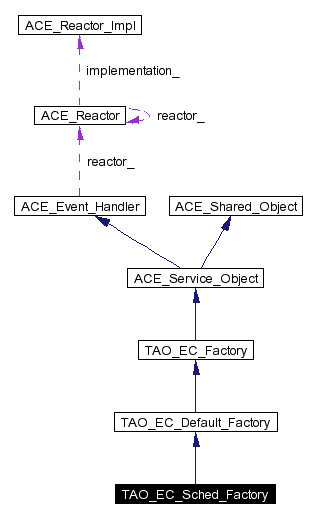 ACE_Reactor_Impl
implementation_
ACE_Reactor
reactor_
reactor_
ACE_Event_Handler
ACE_Shared_Object
ACE_Service_Object
TAO_EC_Factory
TAO_EC_Default_Factory
TAO_EC_Sched_Factory